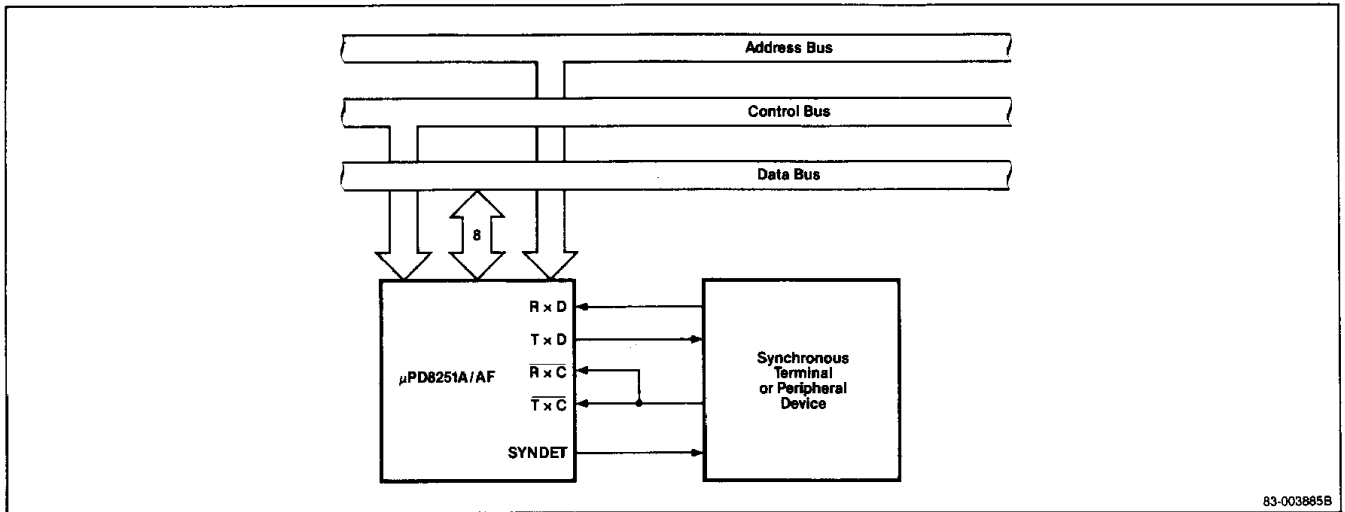 Address Bus
Control Bus
Data Bus
8
R × D
T × D
μPD8251A/AF
R × C
T × C
SYNDET
Synchronous
Terminal
or Peripheral
Device
83-003885B